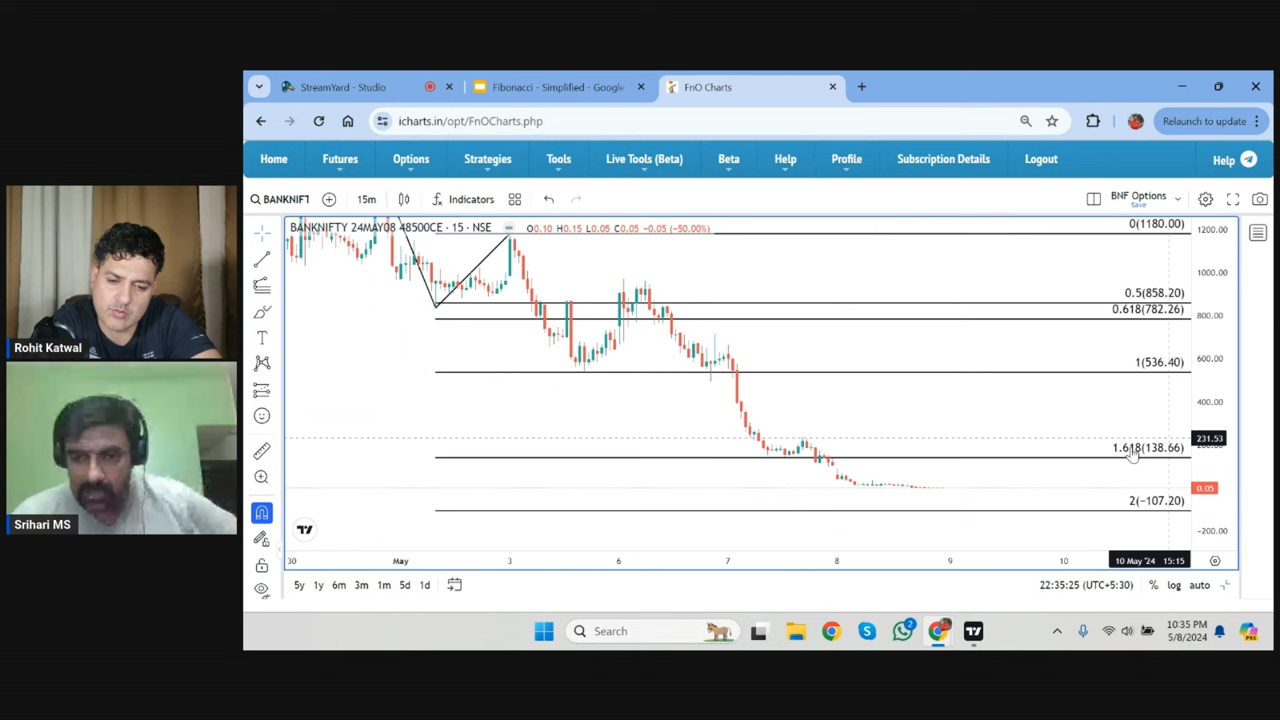 StreamYard - Studio
Fibonacci - Simplified - Google
FnO Charts
icharts.in/opt/FnOCharts.php
Relaunch to update
Home
Futures
Options
Strategies
Tools
Live Tools (Beta)
Beta
Help
Profile
Subscription Details
Logout
Help
BANKNIFT
15m
Indicators
BNF Options
Save
BANKNIFTY 24MAY08 48500CE · 15 · NSE
O0.10 H0.15 L0.05 C0.05 −0.05 (−50.00%)
0(1180.00)
1200.00
1000.00
0.5(858.20)
0.618(782.26)
800.00
600.00
1(536.40)
400.00
231.53
1.618(138.66)
0.05
2(−107.20)
−200.00
30
May
3
6
7
8
9
10
10 May '24 15:15
5y 1y 6m 3m 1m 5d 1d
22:35:25 (UTC+5:30)
% log auto
Search
2
10:35 PM
5/8/2024
PRE
Rohit Katwal
Srihari MS